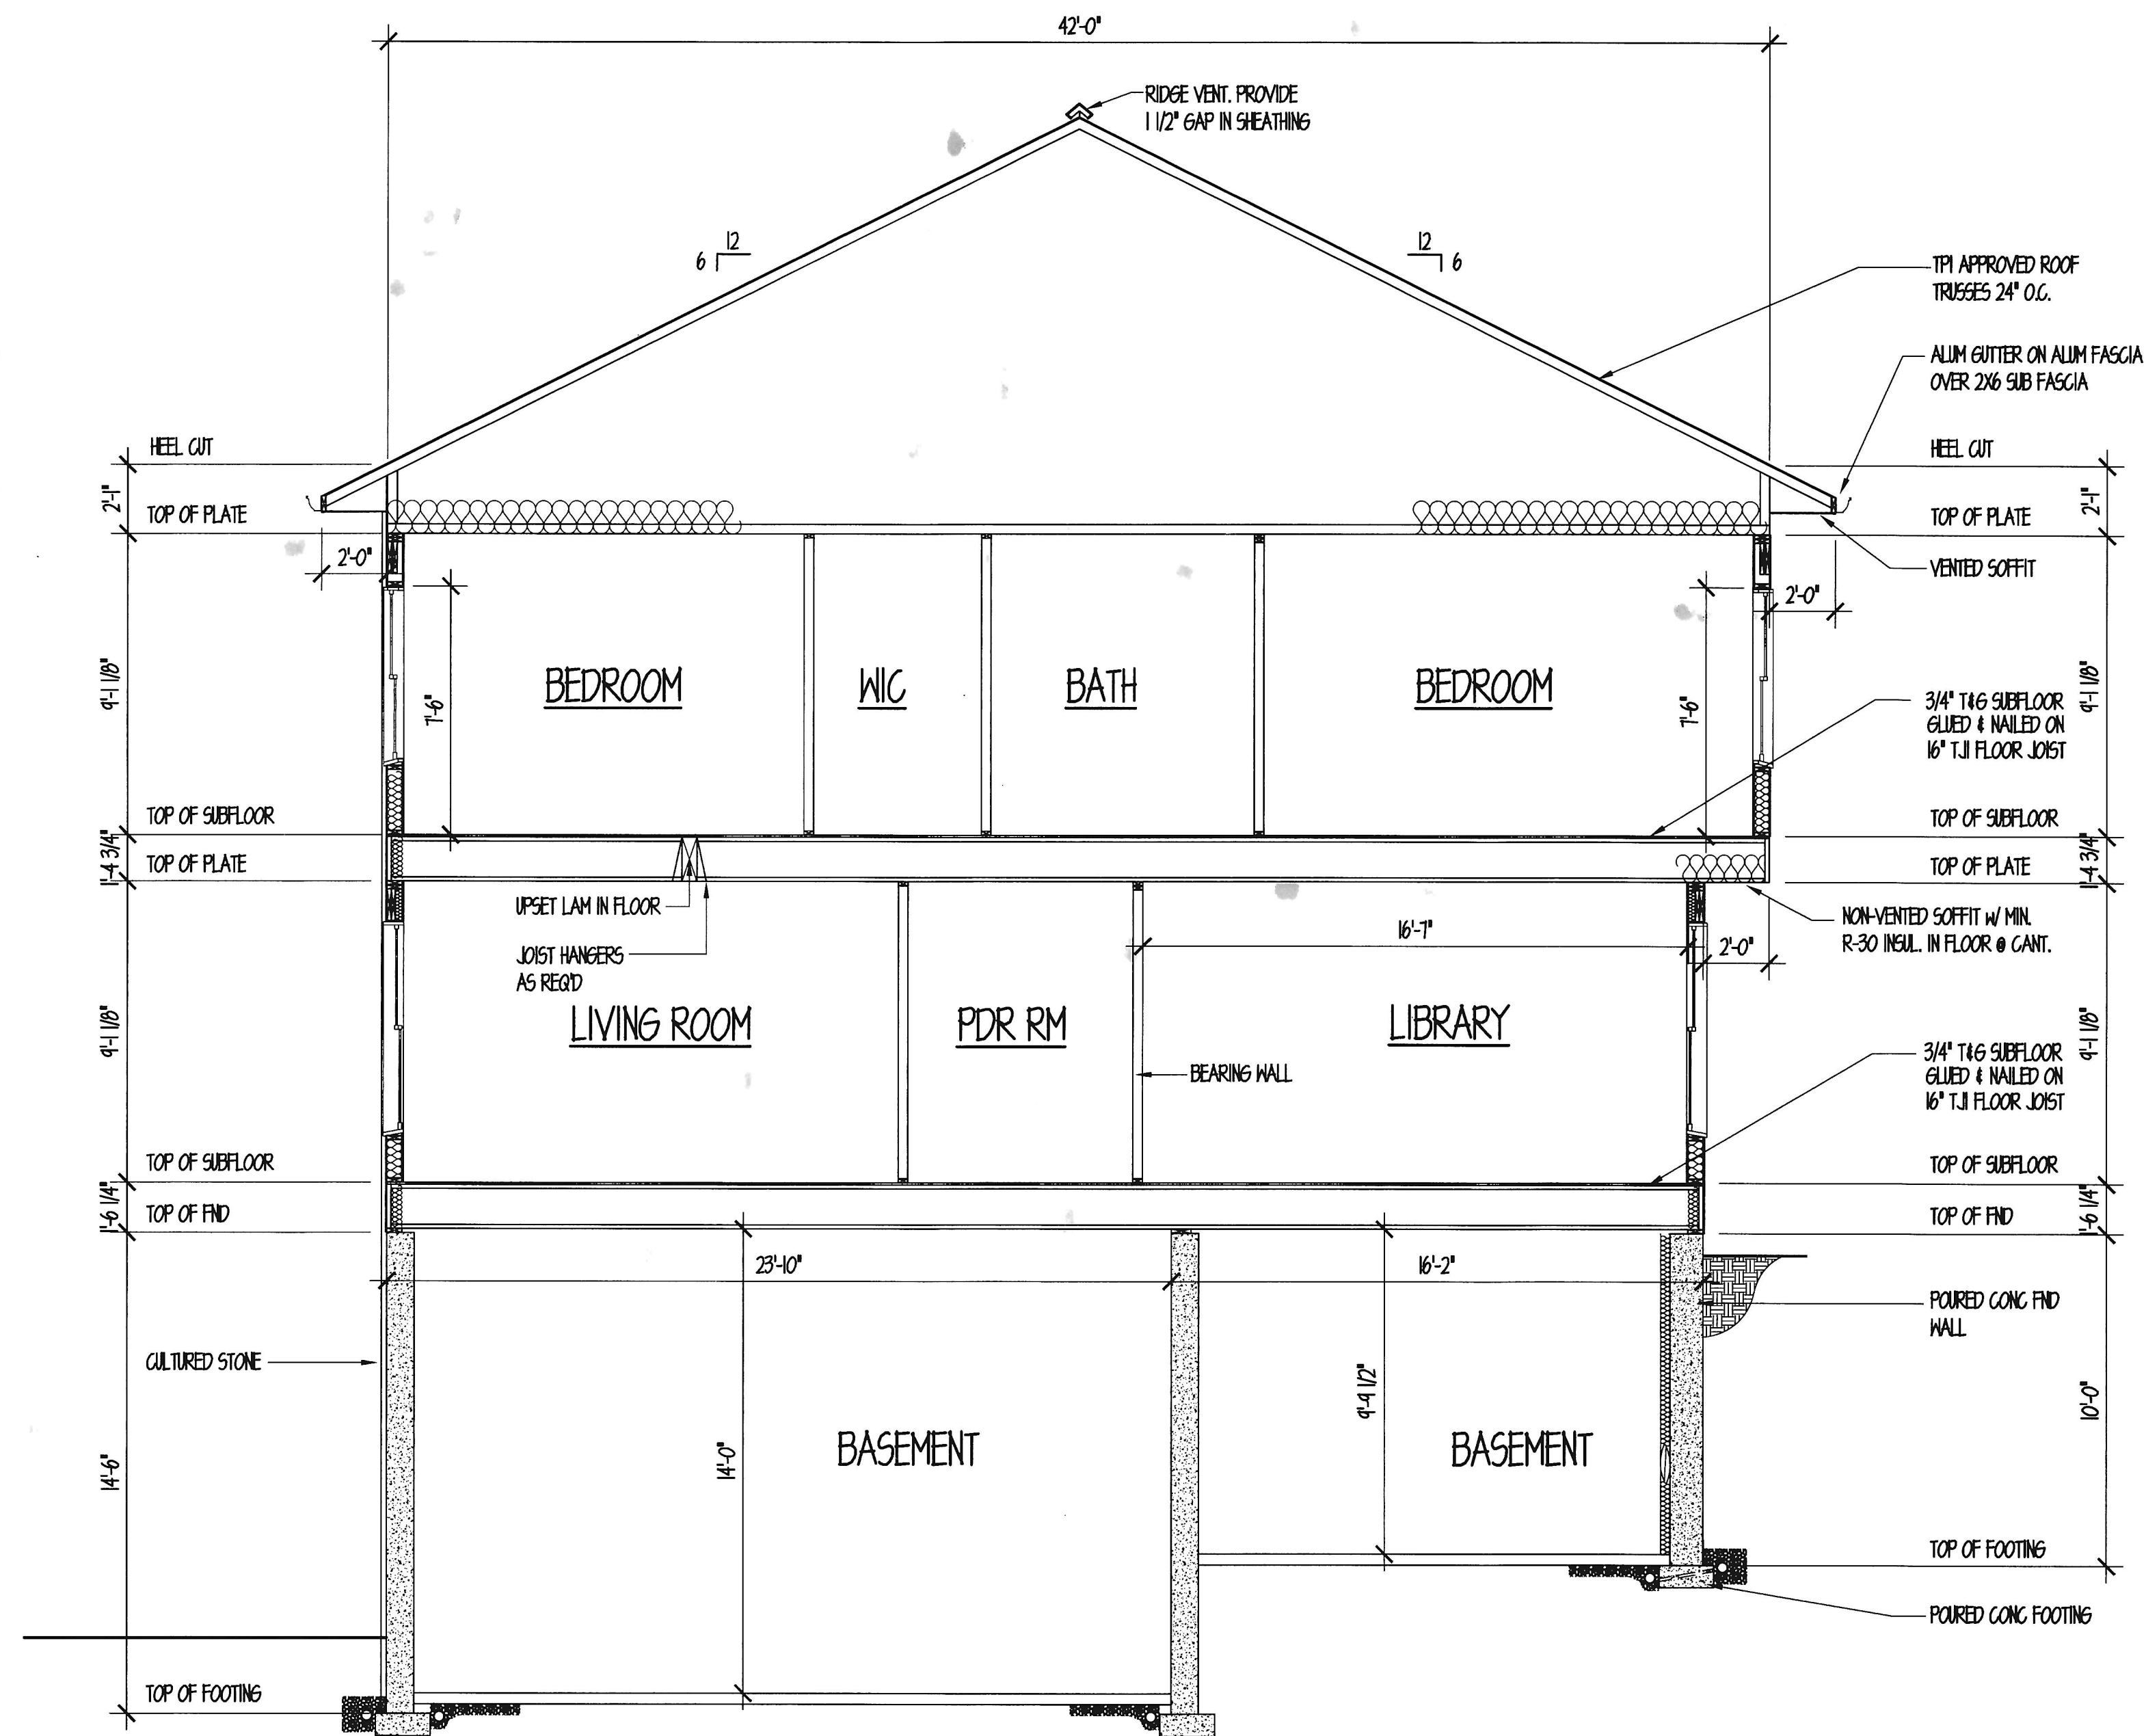 42'-0"
RIDGE VENT. PROVIDE
1 1/2" GAP IN SHEATHING
12
6
12
6
TPI APPROVED ROOF
TRUSSES 24" O.C.
ALUM GUTTER ON ALUM FASCIA
OVER 2X6 SUB FASCIA
HEEL CUT
HEEL CUT
2'-1"
2'-1"
TOP OF PLATE
TOP OF PLATE
2'-0"
VENTED SOFFIT
2'-0"
9'-1 1/8"
7'-6"
BEDROOM
WIC
BATH
BEDROOM
7'-6"
9'-1 1/8"
3/4" T&G SUBFLOOR
GLUED & NAILED ON
16" TJI FLOOR JOIST
TOP OF SUBFLOOR
TOP OF SUBFLOOR
1'-4 3/4"
1'-4 3/4"
TOP OF PLATE
TOP OF PLATE
UPSET LAM IN FLOOR
NON-VENTED SOFFIT W/ MIN.
R-30 INSUL. IN FLOOR @ CANT.
16'-7"
2'-0"
JOIST HANGERS
AS REQ'D
9'-1 1/8"
LIVING ROOM
PDR RM
LIBRARY
9'-1 1/8"
BEARING WALL
3/4" T&G SUBFLOOR
GLUED & NAILED ON
16" TJI FLOOR JOIST
TOP OF SUBFLOOR
TOP OF SUBFLOOR
1'-6 1/4"
1'-6 1/4"
TOP OF FND
TOP OF FND
23'-10"
16'-2"
POURED CONC FND
WALL
CULTURED STONE
14'-6"
14'-0"
BASEMENT
9'-9 1/2"
BASEMENT
10'-0"
TOP OF FOOTING
POURED CONC FOOTING
TOP OF FOOTING